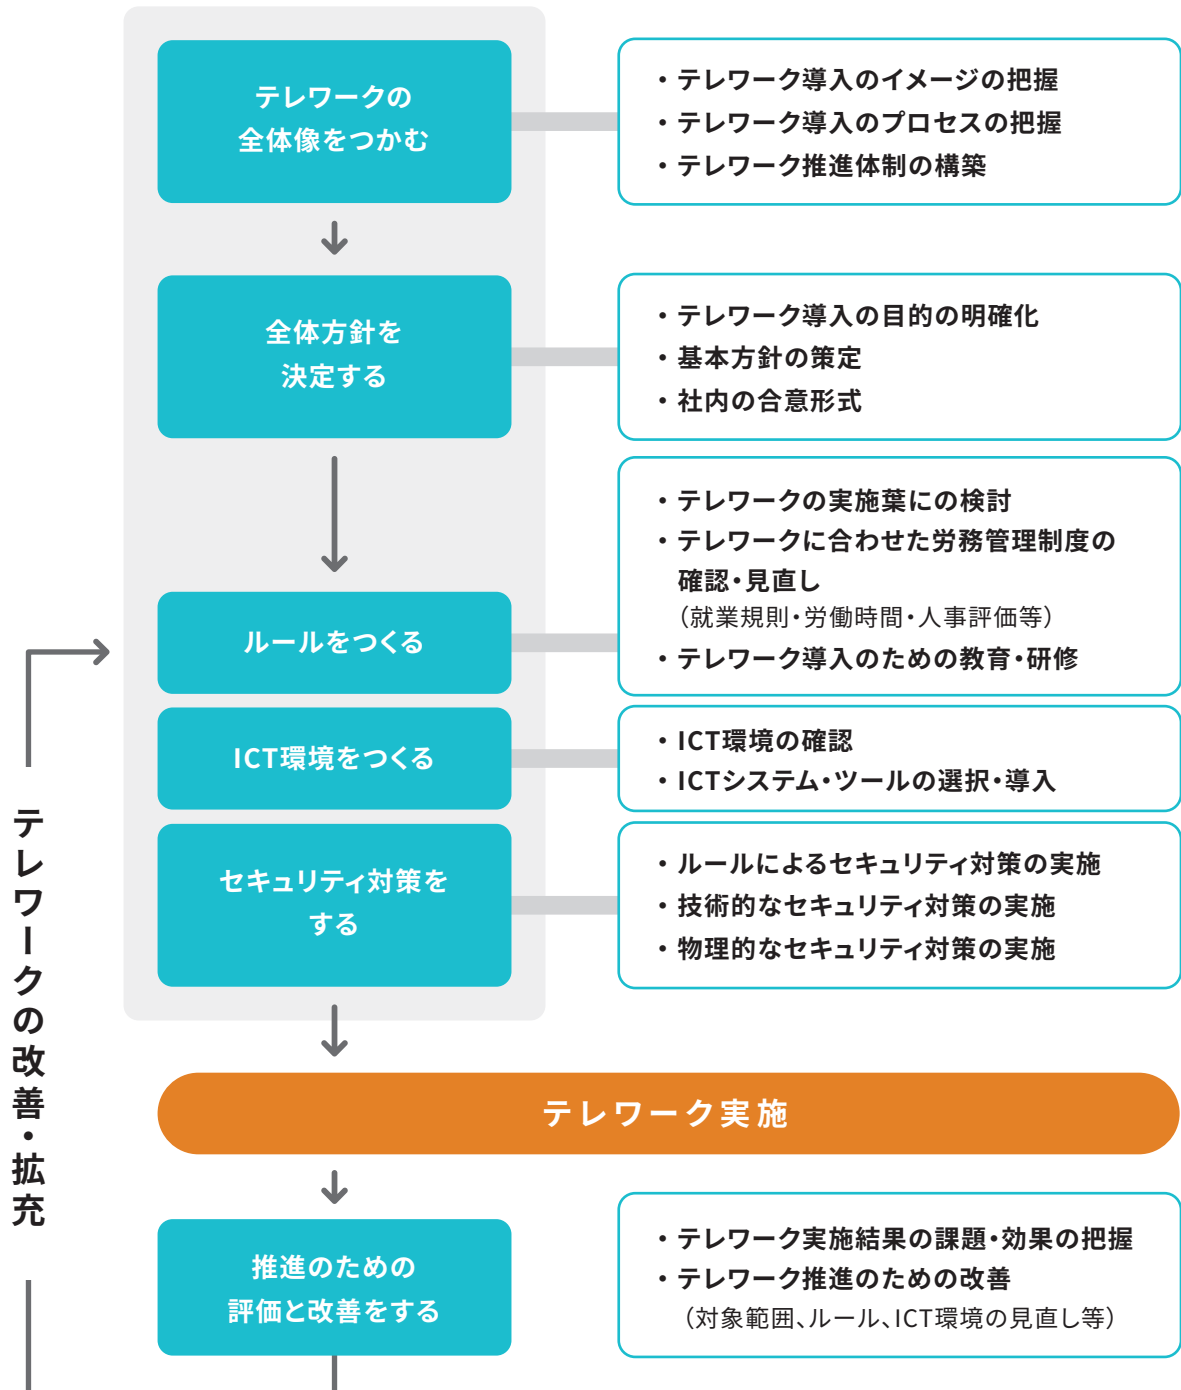 テレワークの
全体像をつかむ
・テレワーク導入のイメージの把握
・テレワーク導入のプロセスの把握
・テレワーク推進体制の構築
全体方針を
決定する
・テレワーク導入の目的の明確化
・基本方針の策定
・社内の合意形式
ルールをつくる
・テレワークの実施葉にの検討
・テレワークに合わせた労務管理制度の
確認・見直し
（就業規則・労働時間・人事評価等）
・テレワーク導入のための教育・研修
ICT環境をつくる
・ICT環境の確認
・ICTシステム・ツールの選択・導入
セキュリティ対策を
する
・ルールによるセキュリティ対策の実施
・技術的なセキュリティ対策の実施
・物理的なセキュリティ対策の実施
テレワークの改善・拡充
テレワーク実施
推進のための
評価と改善をする
・テレワーク実施結果の課題・効果の把握
・テレワーク推進のための改善
（対象範囲、ルール、ICT環境の見直し等）